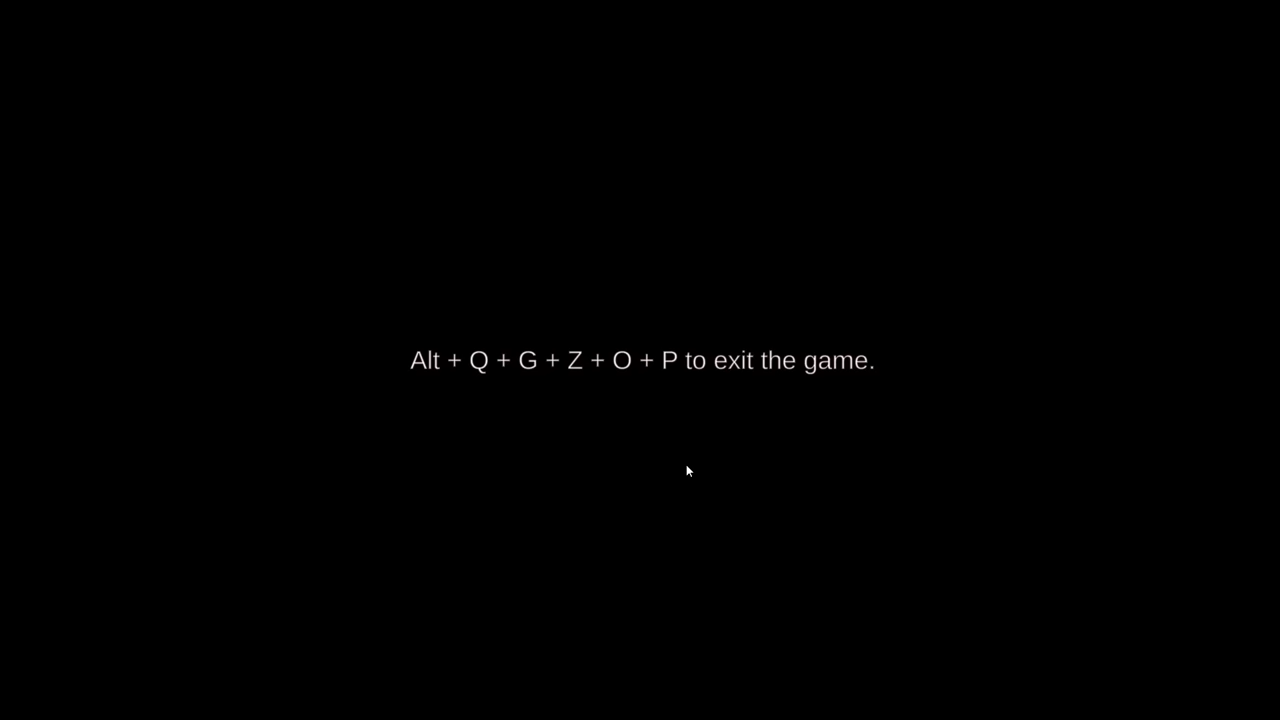 Alt + Q + G + Z + O + P to exit the game.